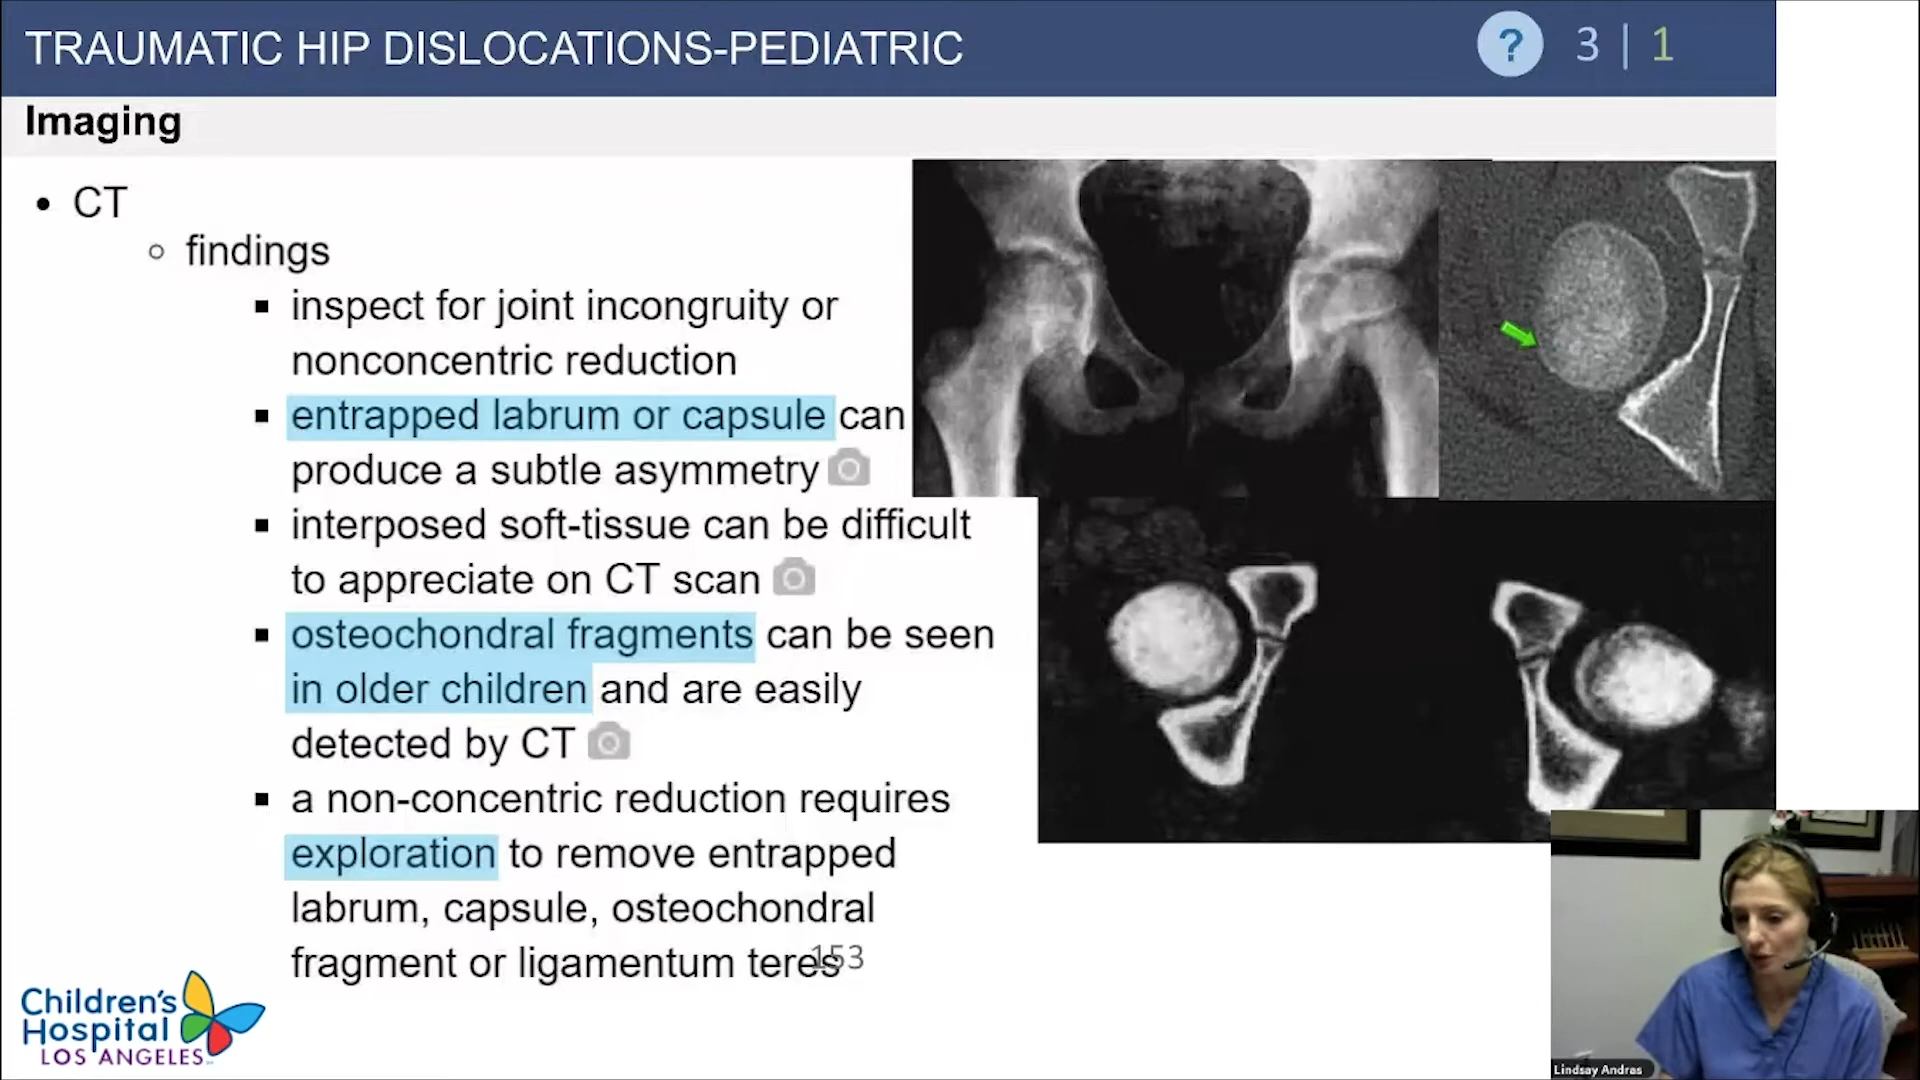 TRAUMATIC HIP DISLOCATIONS-PEDIATRIC
? 3 | 1
Imaging
• CT
○ findings
▪ inspect for joint incongruity or
nonconcentric reduction
▪ entrapped labrum or capsule can
produce a subtle asymmetry
▪ interposed soft-tissue can be difficult
to appreciate on CT scan
▪ osteochondral fragments can be seen
in older children and are easily
detected by CT
▪ a non-concentric reduction requires
exploration to remove entrapped
labrum, capsule, osteochondral
fragment or ligamentum teres
153
Children's
Hospital
LOS ANGELES
Lindsay Andras